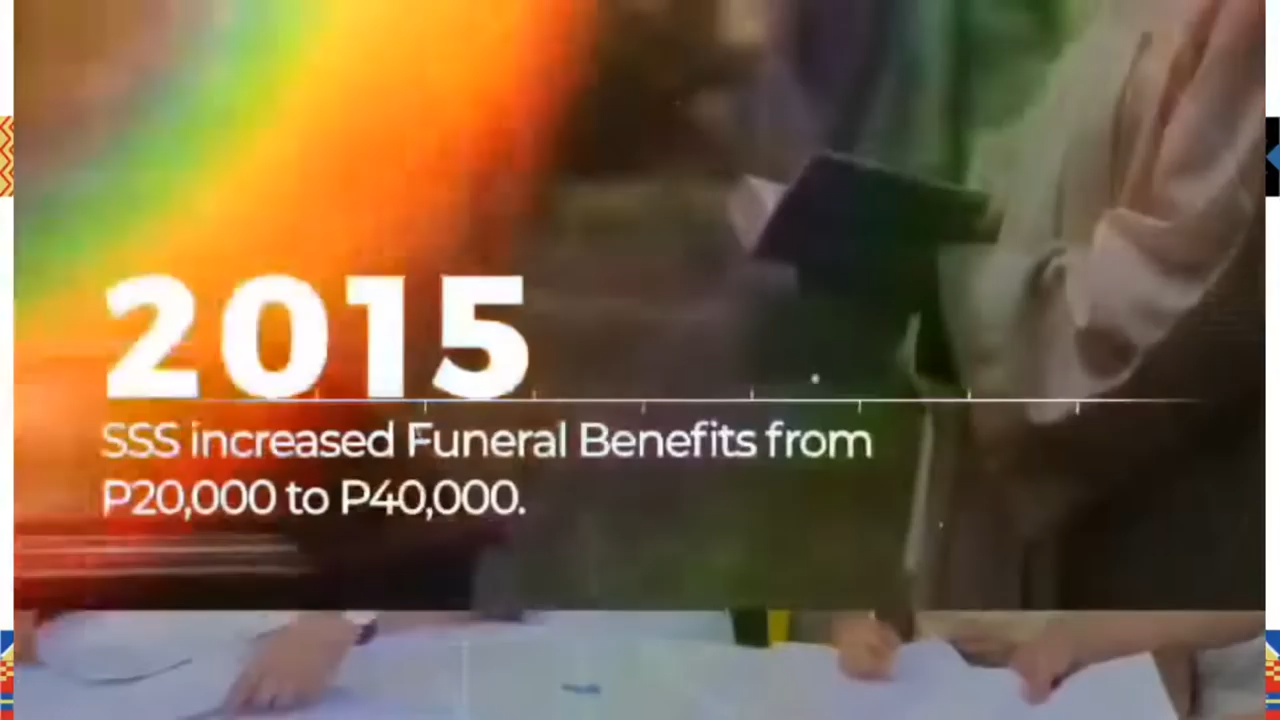 2015
SSS increased Funeral Benefits from
P20,000 to P40,000.